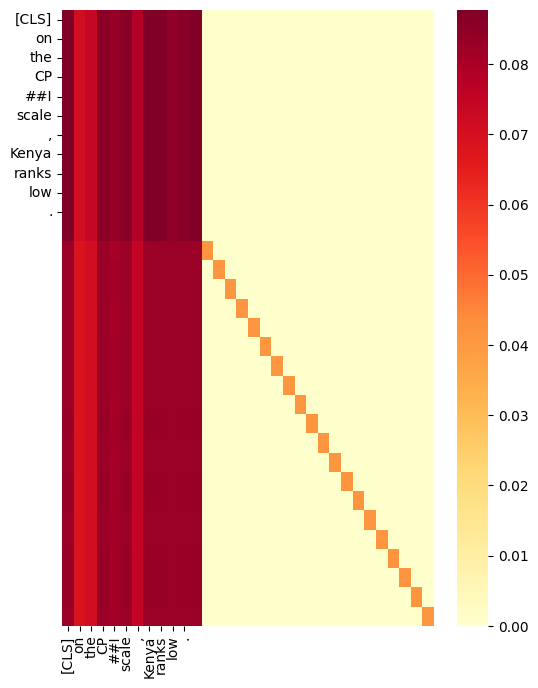 [CLS]
on
the
CP
##I
scale
,
Kenya
ranks
low
.
0.08
0.07
0.06
0.05
0.04
0.03
0.02
0.01
0.00
[CLS]
on
the
CP
##I
scale
,
Kenya
ranks
low
.